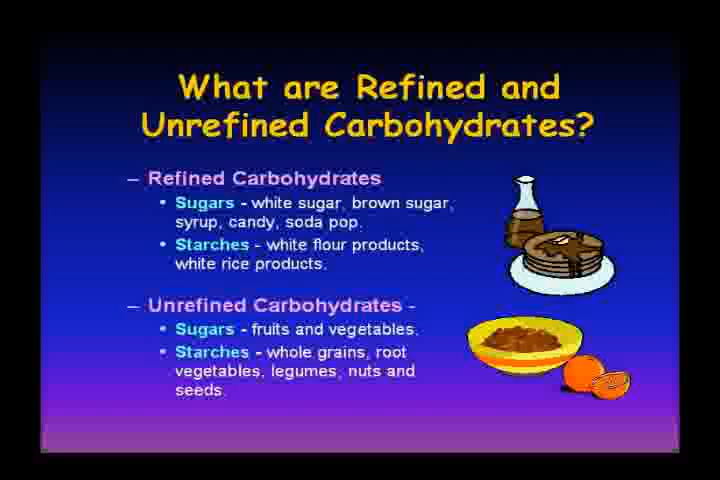 What are Refined and
Unrefined Carbohydrates?
– Refined Carbohydrates
• Sugars - white sugar, brown sugar,
syrup, candy, soda pop.
• Starches - white flour products,
white rice products.
– Unrefined Carbohydrates -
• Sugars - fruits and vegetables.
• Starches - whole grains, root
vegetables, legumes, nuts and
seeds.